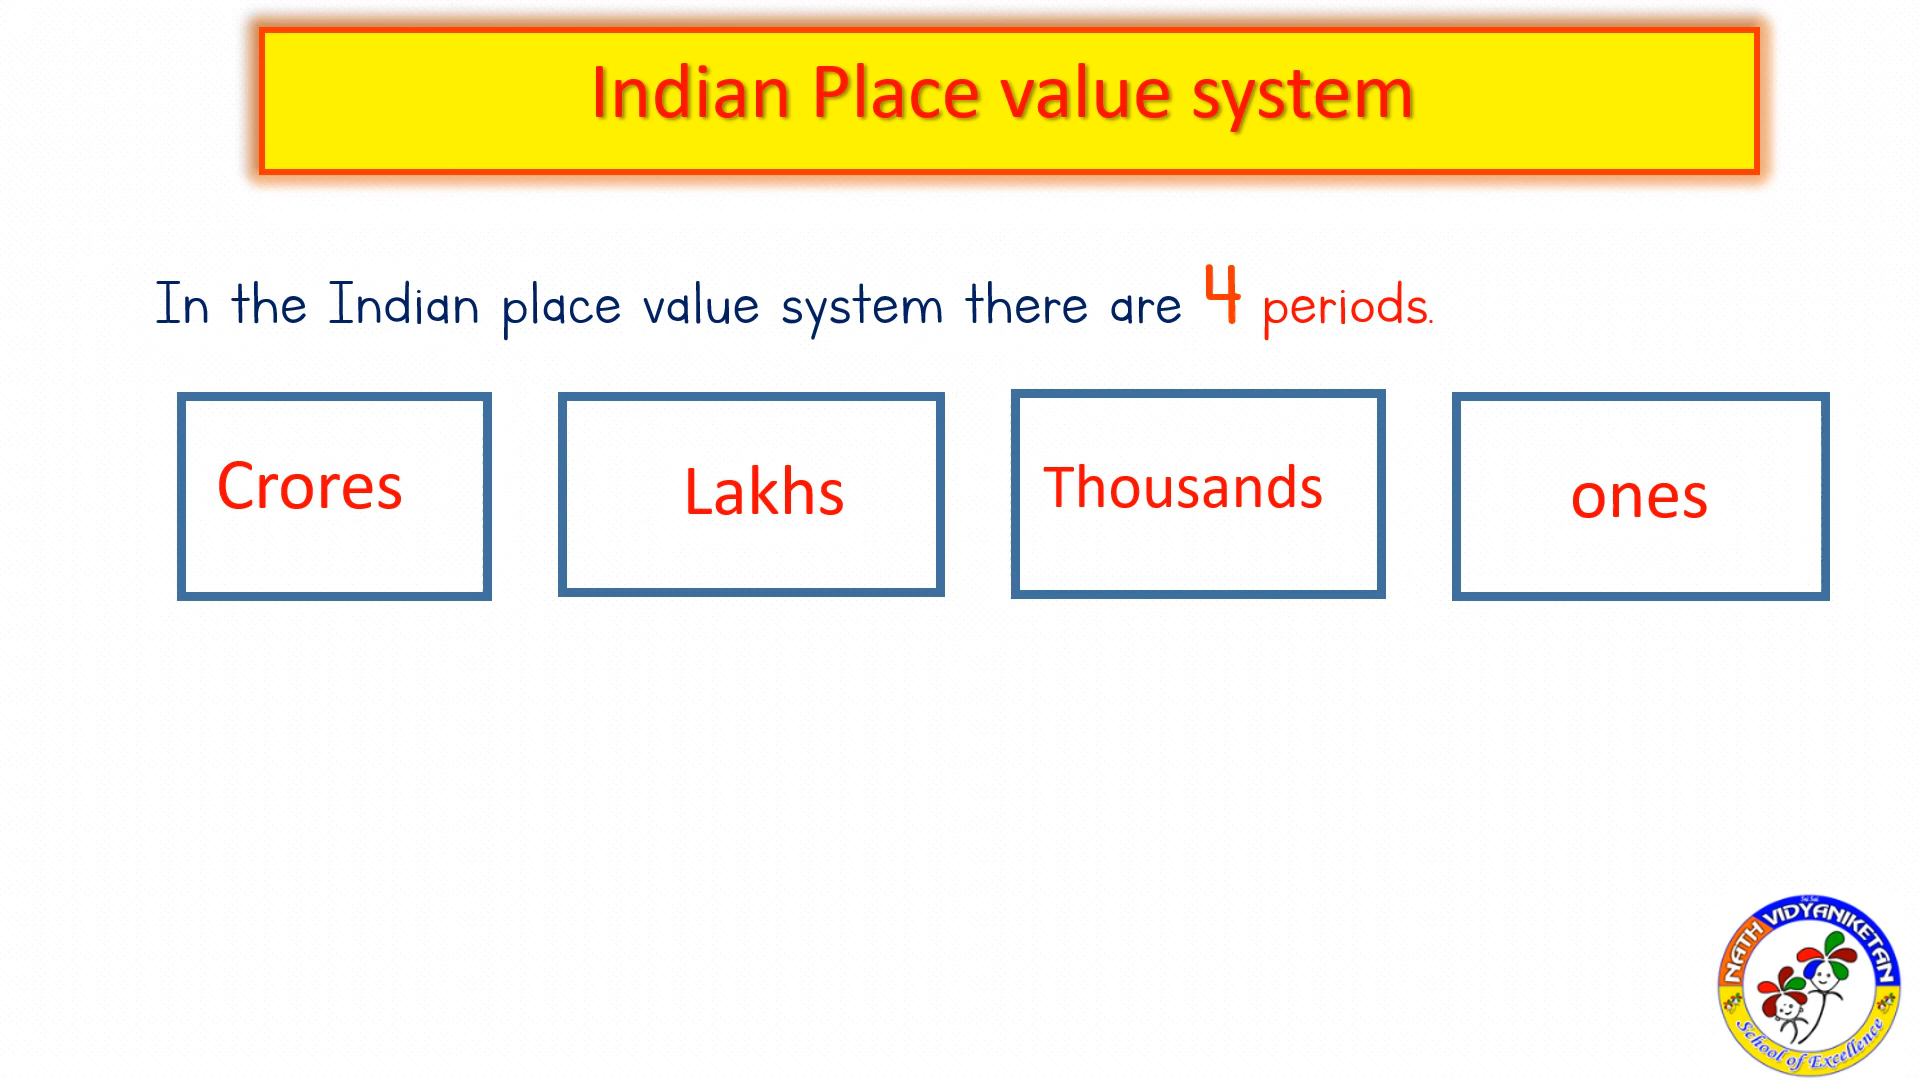 Indian Place value system
In the Indian place value system there are 4 periods.
Crores
Lakhs
Thousands
ones
NATH VIDYANIKETAN
School of Excellence